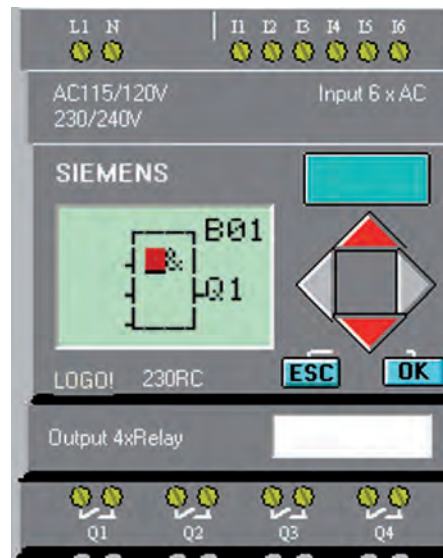 L1 N I1 I2 I3 I4 I5 I6
AC115/120V Input 6 x AC
230/240V
SIEMENS
B01
&
Q1
ESC OK
LOGO! 230RC
Output 4xRelay
Q1 Q2 Q3 Q4